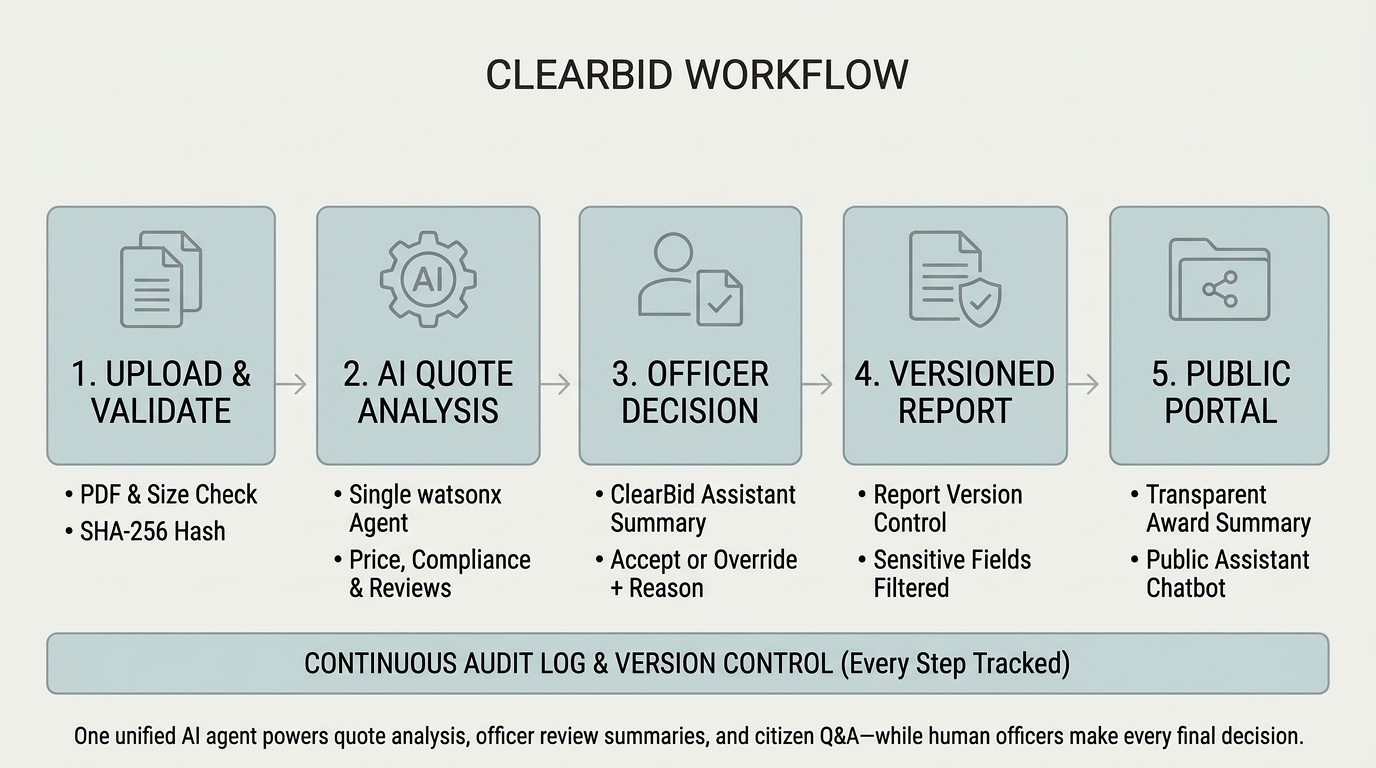 CLEARBID WORKFLOW
AI
1. UPLOAD &
VALIDATE
• PDF & Size Check
• SHA-256 Hash
2. AI QUOTE
ANALYSIS
• Single watsonx
Agent
• Price, Compliance
& Reviews
3. OFFICER
DECISION
• ClearBid Assistant
Summary
• Accept or Override
+ Reason
4. VERSIONED
REPORT
• Report Version
Control
• Sensitive Fields
Filtered
5. PUBLIC
PORTAL
• Transparent
Award Summary
• Public Assistant
Chatbot
CONTINUOUS AUDIT LOG & VERSION CONTROL (Every Step Tracked)
One unified AI agent powers quote analysis, officer review summaries, and citizen Q&A—while human officers make every final decision.